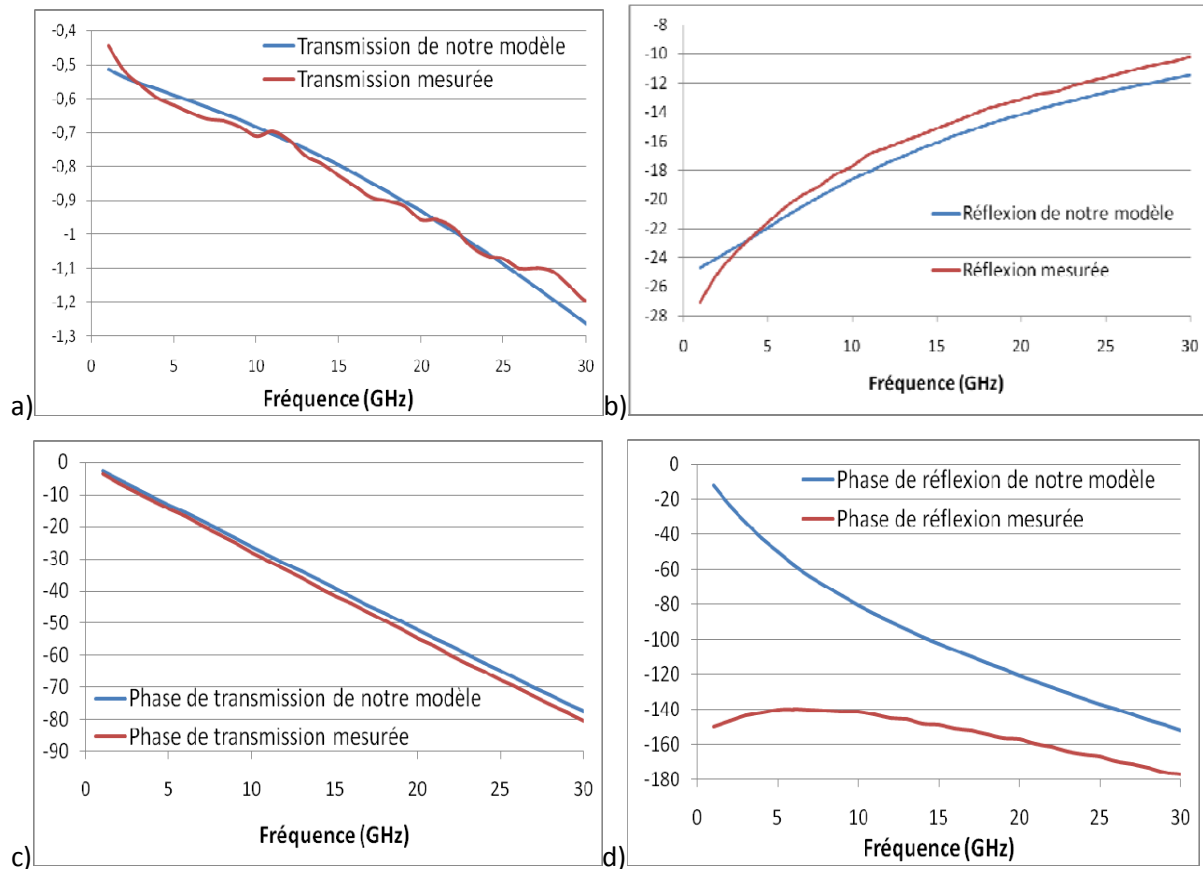 -0,4
-0,5
-0,6
-0,7
-0,8
-0,9
-1
-1,1
-1,2
-1,3
Transmission de notre modèle
Transmission mesurée
0 5 10 15 20 25 30
Fréquence (GHz)
a)
-8
-10
-12
-14
-16
-18
-20
-22
-24
-26
-28
Réflexion de notre modèle
Réflexion mesurée
0 5 10 15 20 25 30
Fréquence (GHz)
b)
0
-10
-20
-30
-40
-50
-60
-70
-80
-90
Phase de transmission de notre modèle
Phase de transmission mesurée
0 5 10 15 20 25 30
Fréquence (GHz)
c)
0
-20
-40
-60
-80
-100
-120
-140
-160
-180
Phase de réflexion de notre modèle
Phase de réflexion mesurée
0 5 10 15 20 25 30
Fréquence (GHz)
d)